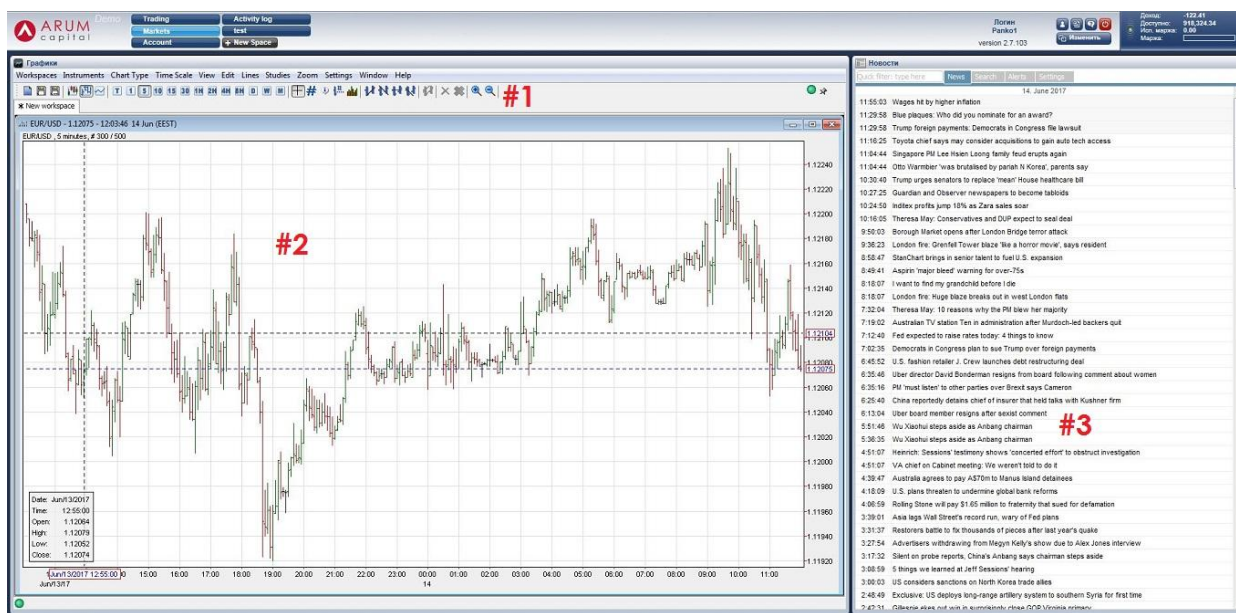 ARUM
capital
Demo
Trading
Markets
Account
Activity log
test
+ New Space
Логин
Panko1
version 2.7.103
Изменить
Доход: -122.41
Доступно: 918,324.34
Исп. маржа: 0.00
Маржа:
Графики
Workspaces Instruments Chart Type Time Scale View Edit Lines Studies Zoom Settings Window Help
T 1 5 10 15 30 1H 2H 4H 8H D W M
#1
New workspace
EUR/USD - 1.12075 - 12:03:46 14 Jun (EEST)
EUR/USD , 5 minutes, # 300 / 500
#2
1.12240
1.12220
1.12200
1.12180
1.12160
1.12140
1.12120
1.12104
1.12100
1.12080
1.12075
1.12060
1.12040
1.12020
1.12000
1.11980
1.11960
1.11940
1.11920
Date: Jun/13/2017
Time: 12:55:00
Open: 1.12064
High: 1.12079
Low: 1.12052
Close: 1.12074
Jun/13/2017 12:55:00 15:00 16:00 17:00 18:00 19:00 20:00 21:00 22:00 23:00 00:00 01:00 02:00 03:00 04:00 05:00 06:00 07:00 08:00 09:00 10:00 11:00
Jun/13/17 14
Новости
Quick filter: type here News Search Alerts Settings
14. June 2017
11:55:03 Wages hit by higher inflation
11:29:58 Blue plaques: Who did you nominate for an award?
11:29:58 Trump foreign payments: Democrats in Congress file lawsuit
11:16:25 Toyota chief says may consider acquisitions to gain auto tech access
11:04:44 Singapore PM Lee Hsien Loong family feud erupts again
11:04:44 Otto Warmbier 'was brutalised by pariah N Korea', parents say
10:30:40 Trump urges senators to replace 'mean' House healthcare bill
10:27:25 Guardian and Observer newspapers to become tabloids
10:24:50 Inditex profits jump 18% as Zara sales soar
10:16:05 Theresa May: Conservatives and DUP expect to seal deal
9:50:03 Borough Market opens after London Bridge terror attack
9:36:23 London fire: Grenfell Tower blaze 'like a horror movie', says resident
8:58:47 StanChart brings in senior talent to fuel U.S. expansion
8:49:41 Aspirin 'major bleed' warning for over-75s
8:18:07 I want to find my grandchild before I die
8:18:07 London fire: Huge blaze breaks out in west London flats
7:32:04 Theresa May: 10 reasons why the PM blew her majority
7:19:02 Australian TV station Ten in administration after Murdoch-led backers quit
7:12:40 Fed expected to raise rates today: 4 things to know
7:02:35 Democrats in Congress plan to sue Trump over foreign payments
6:45:52 U.S. fashion retailer J. Crew launches debt restructuring deal
6:35:46 Uber director David Bonderman resigns from board following comment about women
6:35:16 PM 'must listen' to other parties over Brexit says Cameron
6:25:40 China reportedly detains chief of insurer that held talks with Kushner firm
6:13:04 Uber board member resigns after sexist comment
#3
5:51:46 Wu Xiaohui steps aside as Anbang chairman
5:36:35 Wu Xiaohui steps aside as Anbang chairman
4:51:07 Heinrich: Sessions' testimony shows 'concerted effort' to obstruct investigation
4:51:07 VA chief on Cabinet meeting: We weren't told to do it
4:39:47 Australia agrees to pay A$70m to Manus Island detainees
4:18:09 U.S. plans threaten to undermine global bank reforms
4:06:59 Rolling Stone will pay $1.65 million to fraternity that sued for defamation
3:39:01 Asia lags Wall Street's record run, wary of Fed plans
3:31:37 Restorers battle to fix thousands of pieces after last year's quake
3:27:54 Advertisers withdrawing from Megyn Kelly's show due to Alex Jones interview
3:17:32 Silent on probe reports, China's Anbang says chairman steps aside
3:08:59 5 things we learned at Jeff Sessions' hearing
3:00:03 US considers sanctions on North Korea trade allies
2:48:49 Exclusive: US deploys long-range artillery system to southern Syria for first time
2:42:31 Gillespie ekes out win in surprisingly close GOP Virginia primary